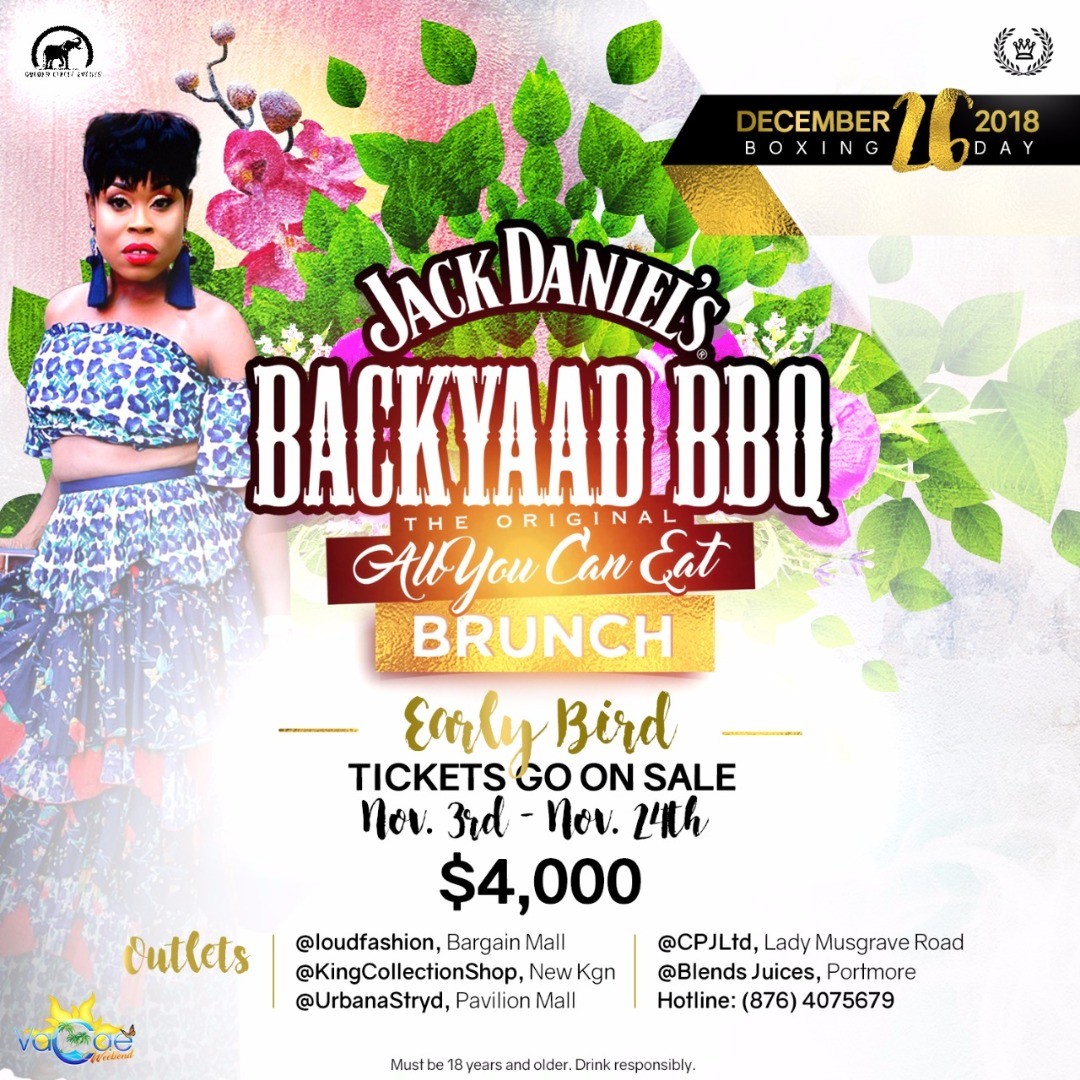 DECEMBER 26 2018
BOXING DAY
JACK DANIEL'S®
BACKYAAD BBQ
THE ORIGINAL
All You Can Eat
BRUNCH
Early Bird
TICKETS GO ON SALE
Nov. 3rd - Nov. 24th
$4,000
Outlets
@loudfashion, Bargain Mall
@KingCollectionShop, New Kgn
@UrbanaStryd, Pavilion Mall
@CPJLtd, Lady Musgrave Road
@Blends Juices, Portmore
Hotline: (876) 4075679
vaCae
Weekend
Must be 18 years and older. Drink responsibly.